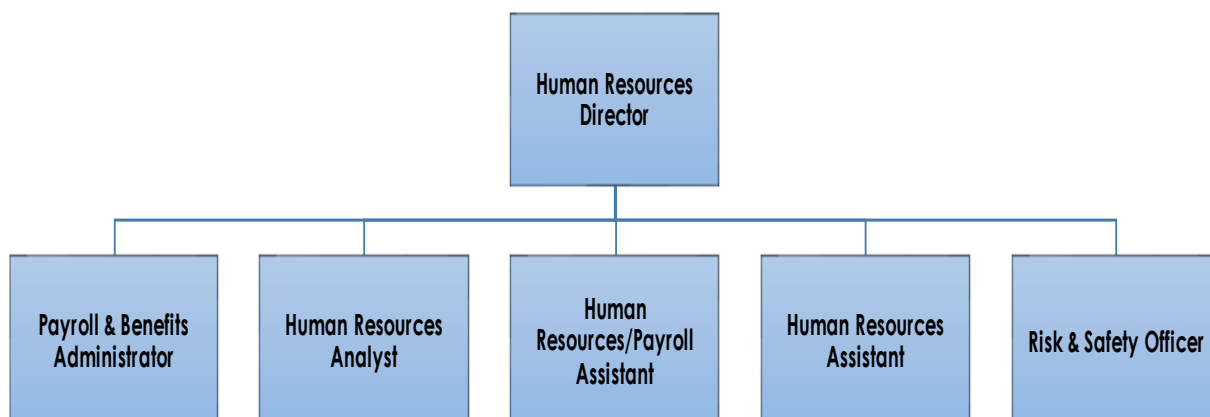 Human Resources
Director
Payroll & Benefits
Administrator
Human Resources
Analyst
Human
Resources/Payroll
Assistant
Human Resources
Assistant
Risk & Safety Officer